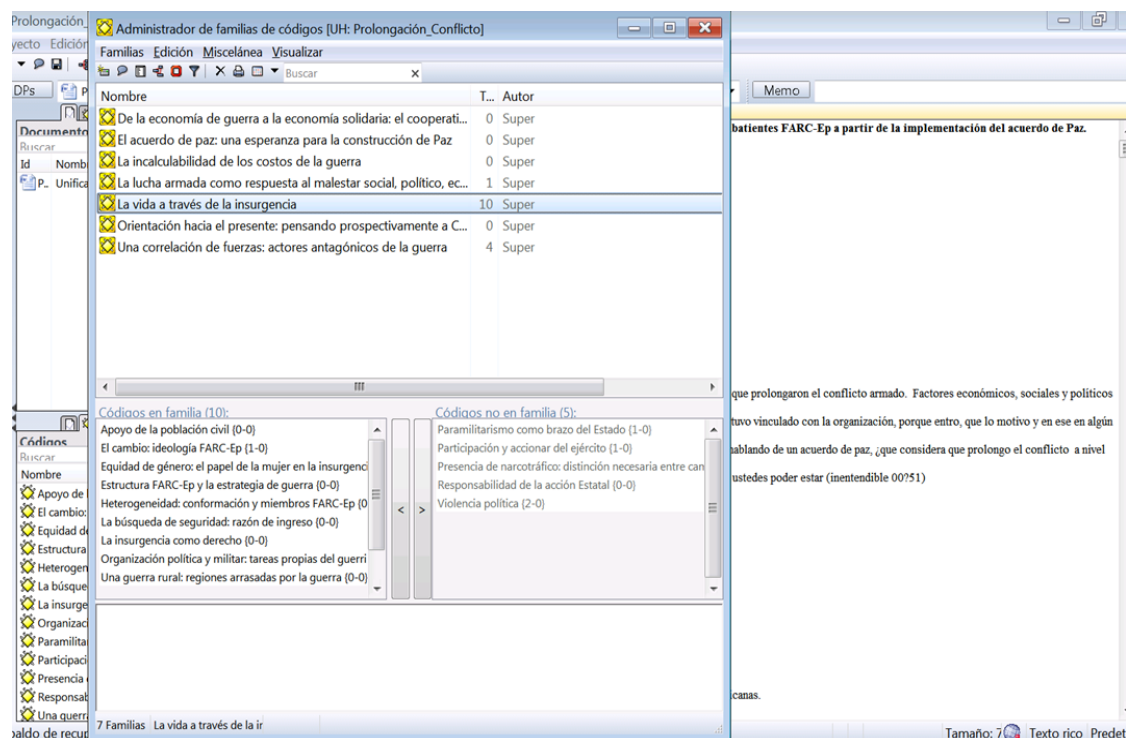 Prolongación_
Administrador de familias de códigos [UH: Prolongación_Conflicto]
yecto Edición
Familias Edición Miscelánea Visualizar
Buscar
DPs P
Memo
Nombre T... Autor
De la economía de guerra a la economía solidaria: el cooperati... 0 Super
El acuerdo de paz: una esperanza para la construcción de Paz 0 Super
La incalculabilidad de los costos de la guerra 0 Super
La lucha armada como respuesta al malestar social, político, ec... 1 Super
La vida a través de la insurgencia 10 Super
Orientación hacia el presente: pensando prospectivamente a C... 0 Super
Una correlación de fuerzas: actores antagónicos de la guerra 4 Super
Documento
Buscar
Id Nomb
P... Unifica
batientes FARC-Ep a partir de la implementación del acuerdo de Paz.
que prolongaron el conflicto armado. Factores económicos, sociales y políticos
tuvo vinculado con la organización, porque entro, que lo motivo y en ese en algún
hablando de un acuerdo de paz, ¿que considera que prolongo el conflicto a nivel
ustedes poder estar (inentendible 00?51)
icanas.
Códigos en familia (10):
Apoyo de la población civil {0-0}
El cambio: ideología FARC-Ep {1-0}
Equidad de género: el papel de la mujer en la insurgenci
Estructura FARC-Ep y la estrategia de guerra {0-0}
Heterogeneidad: conformación y miembros FARC-Ep {0
La búsqueda de seguridad: razón de ingreso {0-0}
La insurgencia como derecho {0-0}
Organización política y militar: tareas propias del guerri
Una guerra rural: regiones arrasadas por la guerra {0-0}
< >
Códigos no en familia (5):
Paramilitarismo como brazo del Estado {1-0}
Participación y accionar del ejército {1-0}
Presencia de narcotráfico: distinción necesaria entre can
Responsabilidad de la acción Estatal {0-0}
Violencia política {2-0}
Códigos
Buscar
Nombre
Apoyo de l
El cambio:
Equidad de
Estructura
Heterogen
La búsque
La insurge
Organizac
Paramilita
Participaci
Presencia
Responsab
Una guerr
7 Familias La vida a través de la ir
paldo de recup
Tamaño: 7 Texto rico Predet